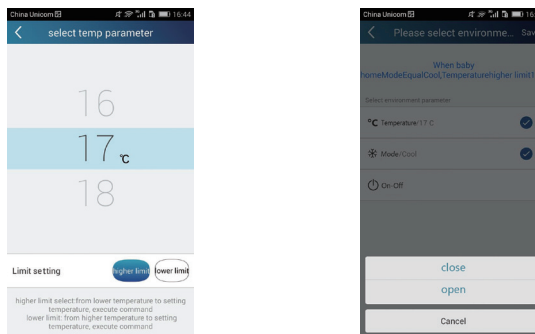 China Unicom 16:44
select temp parameter
16
17 °C
18
Limit setting
higher limit
lower limit
higher limit select:from lower temperature to setting
temperature, execute command
lower limit: from higher temperature to setting
temperature, execute command
China Unicom 16
Please select environme... Sav
When baby
homeModeEqualCool,Temperaturehigher limit1
Select environment parameter
°C Temperature/17 C
Mode/Cool
On-Off
close
open
Cancel